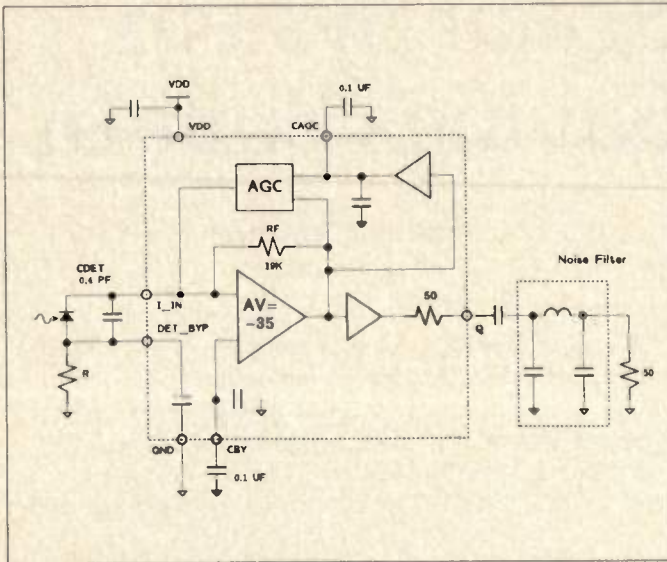 VDD
VDD
0.1 UF
CAGC
AGC
RF
19K
Noise Filter
CDET
0.4 PF
I_IN
AV=
-35
50
DET_BYP
Q
R
50
GND
CBY
0.1 UF